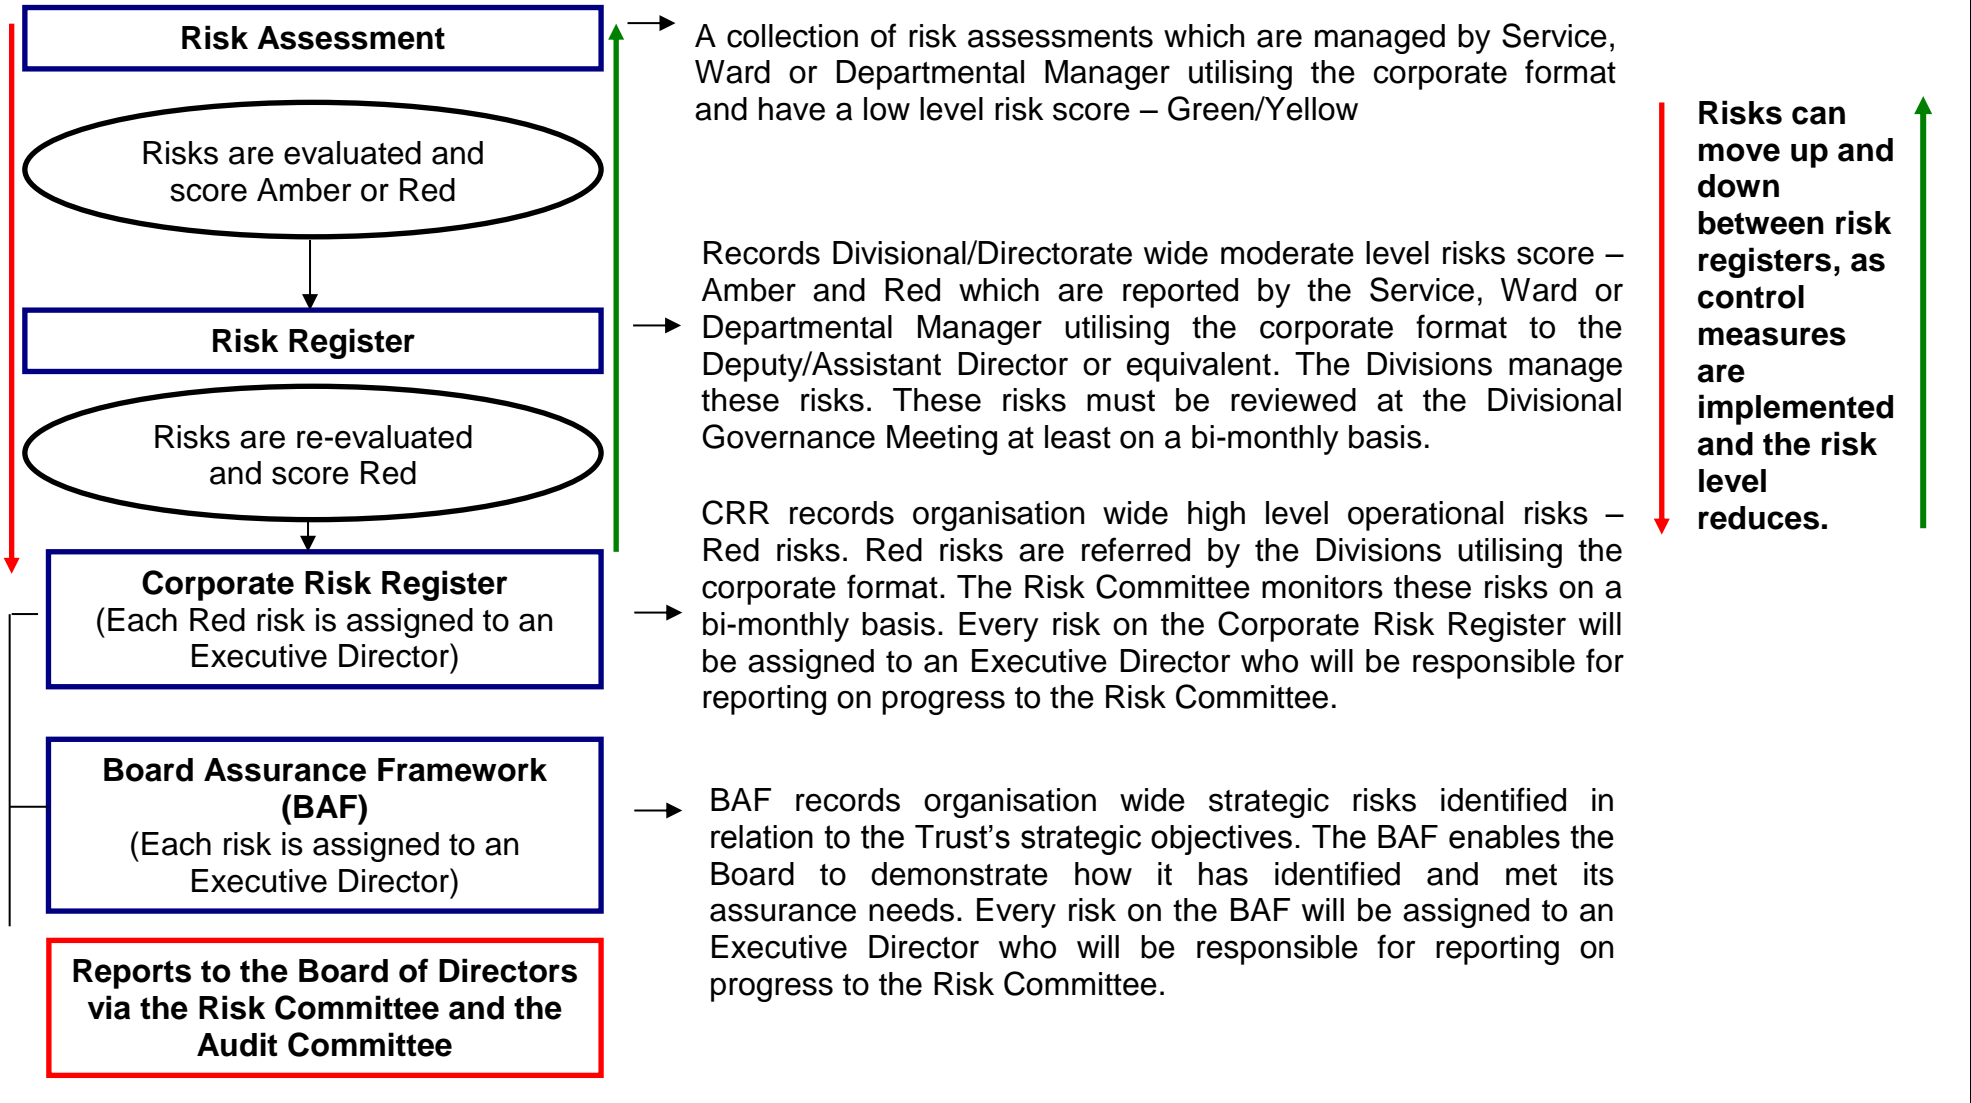 Risk Assessment
A collection of risk assessments which are managed by Service,
Ward or Departmental Manager utilising the corporate format
and have a low level risk score – Green/Yellow
Risks are evaluated and
score Amber or Red
Records Divisional/Directorate wide moderate level risks score –
Amber and Red which are reported by the Service, Ward or
Departmental Manager utilising the corporate format to the
Deputy/Assistant Director or equivalent. The Divisions manage
these risks. These risks must be reviewed at the Divisional
Governance Meeting at least on a bi-monthly basis.
Risk Register
Risks are re-evaluated
and score Red
CRR records organisation wide high level operational risks –
Red risks. Red risks are referred by the Divisions utilising the
corporate format. The Risk Committee monitors these risks on a
bi-monthly basis. Every risk on the Corporate Risk Register will
be assigned to an Executive Director who will be responsible for
reporting on progress to the Risk Committee.
Corporate Risk Register
(Each Red risk is assigned to an
Executive Director)
Board Assurance Framework
(BAF)
(Each risk is assigned to an
Executive Director)
BAF records organisation wide strategic risks identified in
relation to the Trust's strategic objectives. The BAF enables the
Board to demonstrate how it has identified and met its
assurance needs. Every risk on the BAF will be assigned to an
Executive Director who will be responsible for reporting on
progress to the Risk Committee.
Reports to the Board of Directors
via the Risk Committee and the
Audit Committee
Risks can
move up and
down
between risk
registers, as
control
measures
are
implemented
and the risk
level
reduces.